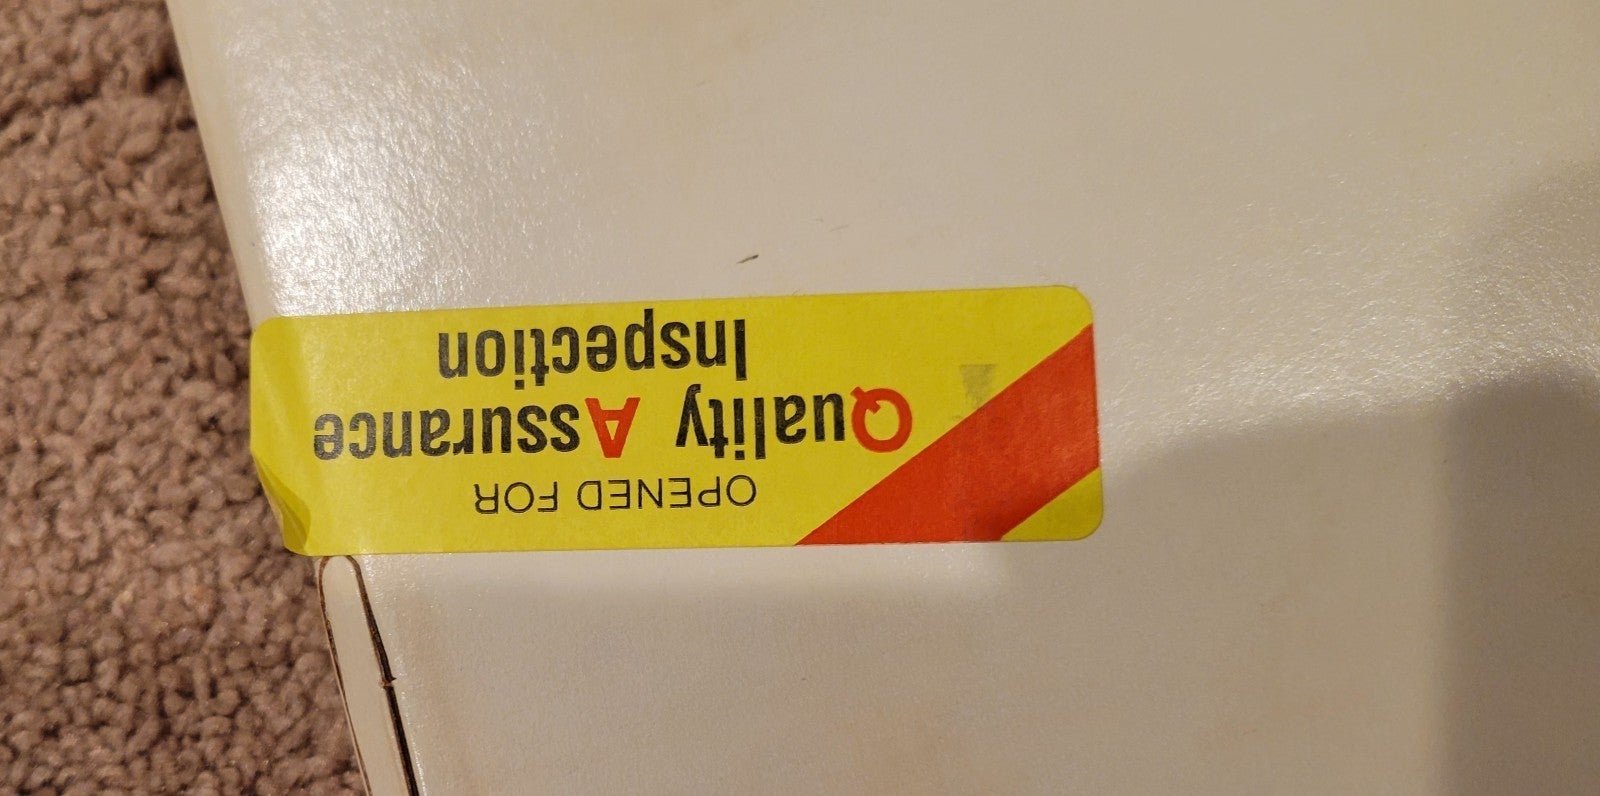 OPENED FOR
Quality Assurance
Inspection